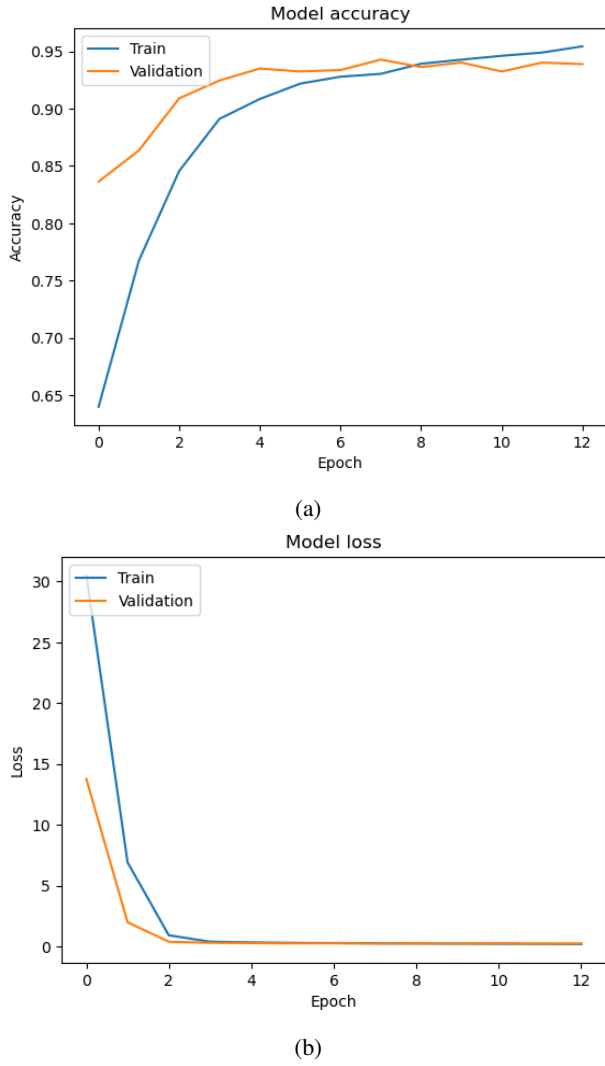 Model accuracy
Train
Validation
0.95
0.90
0.85
0.80
0.75
0.70
0.65
Accuracy
0 2 4 6 8 10 12
Epoch
(a)
Model loss
Train
Validation
30
25
20
15
10
5
0
Loss
0 2 4 6 8 10 12
Epoch
(b)